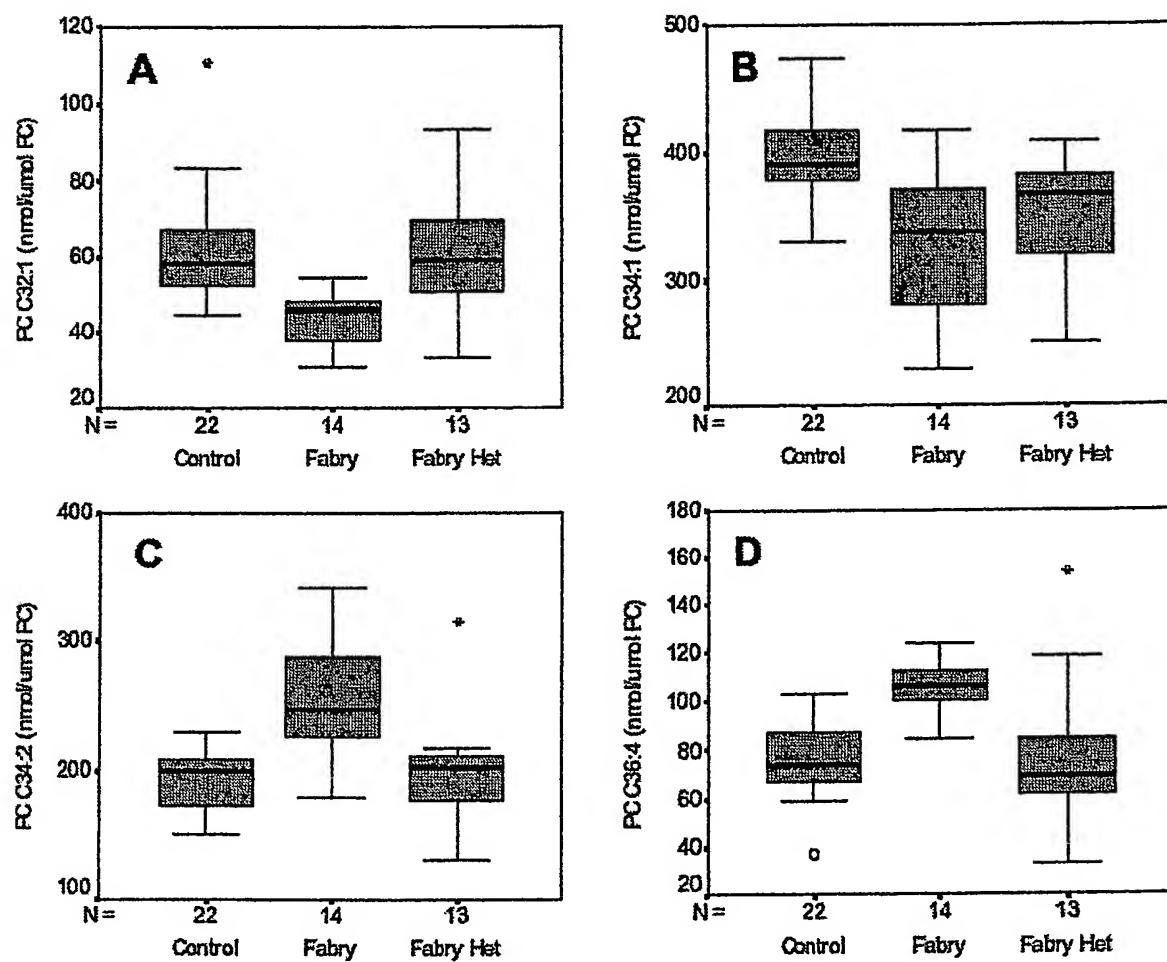 A
PC C32:1 (nmol/umol PC)
120
100
80
60
40
20
N = 22 14 13
Control Fabry Fabry Het
B
PC C34:1 (nmol/umol PC)
500
400
300
200
N = 22 14 13
Control Fabry Fabry Het
C
PC C34:2 (nmol/umol PC)
400
300
200
100
N = 22 14 13
Control Fabry Fabry Het
D
PC C36:4 (nmol/umol PC)
180
160
140
120
100
80
60
40
20
N = 22 14 13
Control Fabry Fabry Het